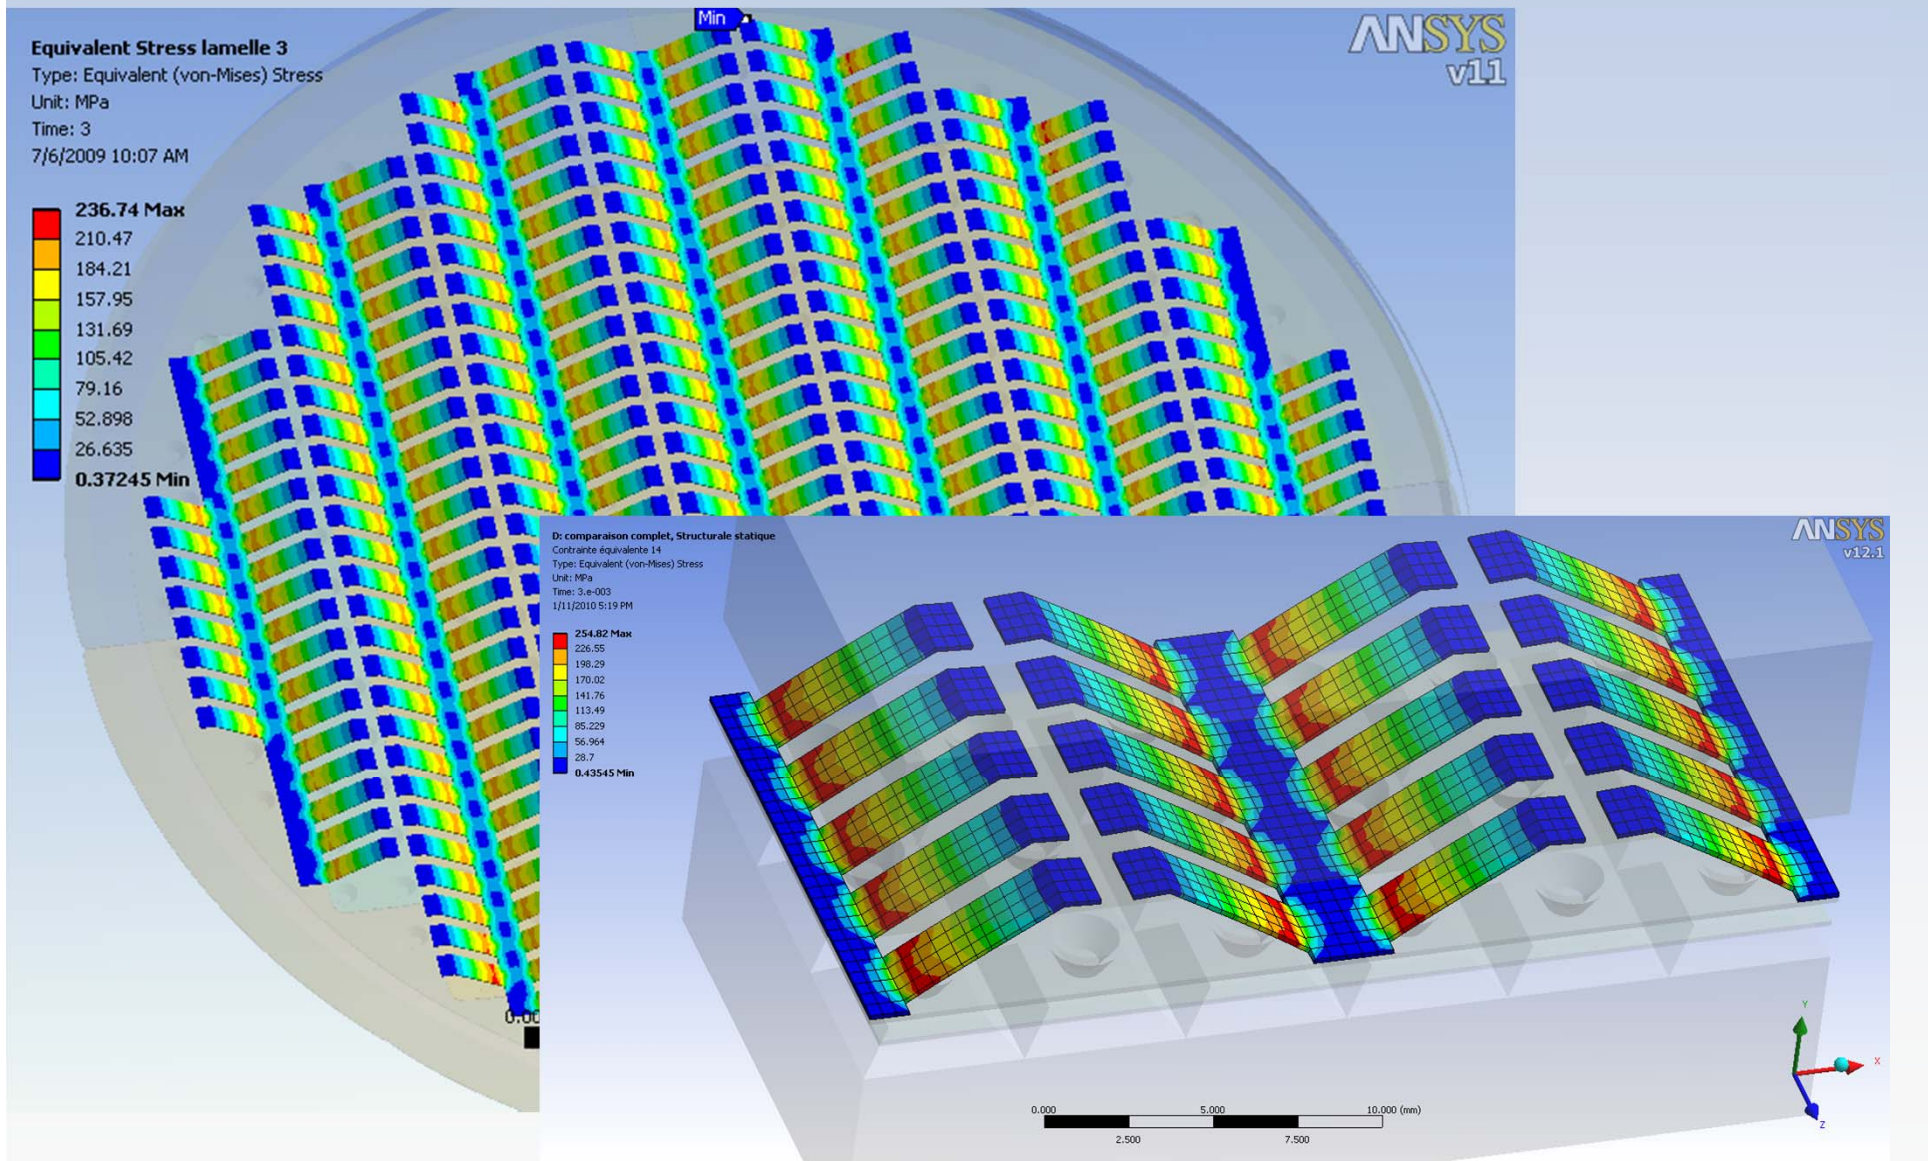 Min
ANSYS
v11
Equivalent Stress lamelle 3
Type: Equivalent (von-Mises) Stress
Unit: MPa
Time: 3
7/6/2009 10:07 AM
236.74 Max
210.47
184.21
157.95
131.69
105.42
79.16
52.898
26.635
0.37245 Min
D: comparaison complet, Structurale statique
Contrainte équivalente 14
Type: Equivalent (von-Mises) Stress
Unit: MPa
Time: 3.e-003
1/11/2010 5:19 PM
ANSYS
v12.1
254.82 Max
226.55
198.29
170.02
141.76
113.49
85.229
56.964
28.7
0.43545 Min
0.000 5.000 10.000 (mm)
2.500 7.500
Y
X
Z